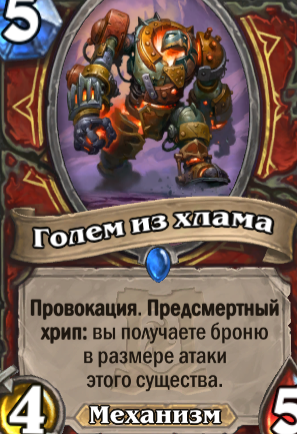 5
Голем из хлама
Провокация. Предсмертный
хрип: вы получаете броню
в размере атаки
этого существа.
4
Механизм
5